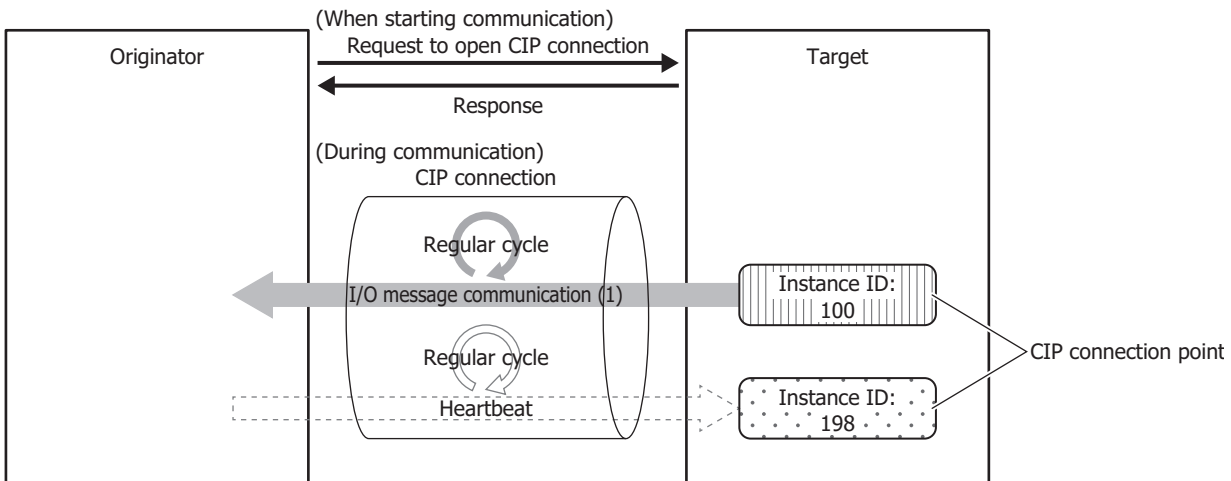 (When starting communication)
Originator
Request to open CIP connection
Target
Response
(During communication)
CIP connection
Regular cycle
I/O message communication (1)
Instance ID:
100
Regular cycle
CIP connection point
Heartbeat
Instance ID:
198